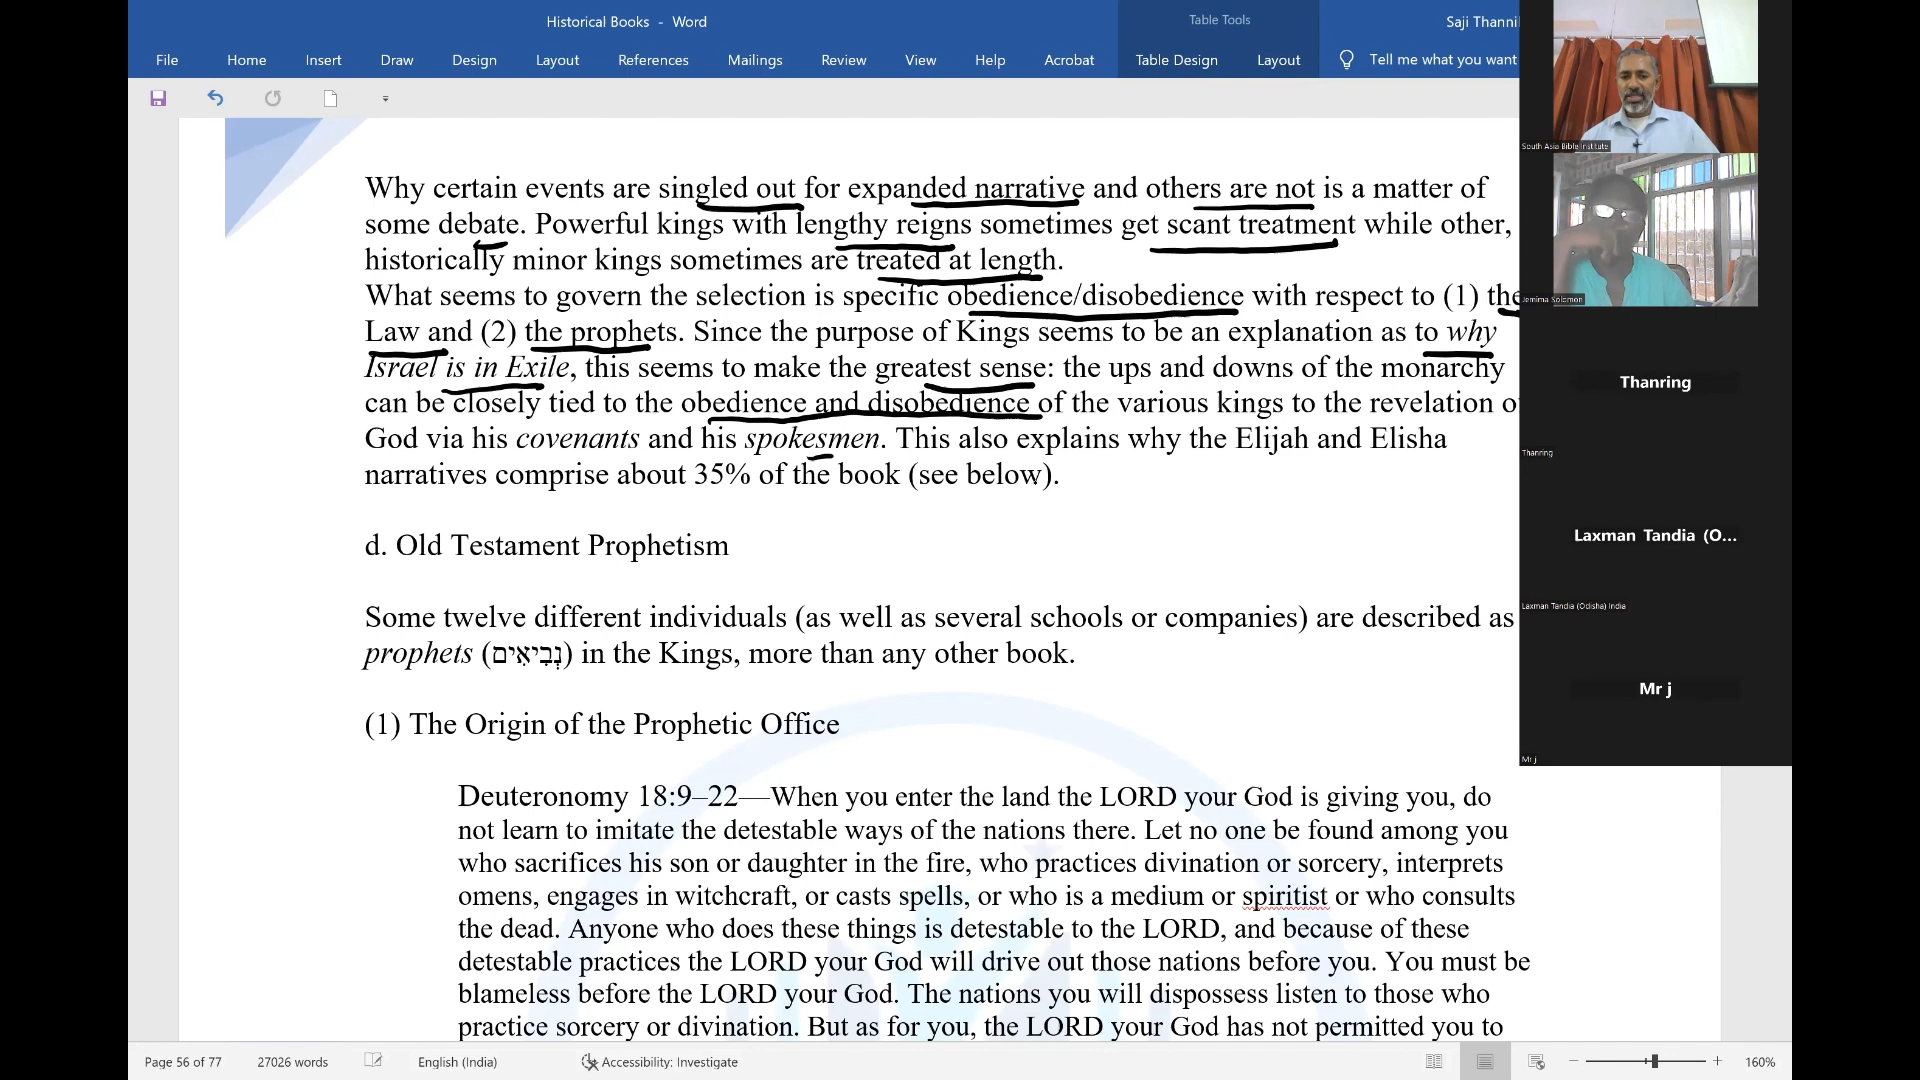 Historical Books - Word
Table Tools
Saji Thannil
File Home Insert Draw Design Layout References Mailings Review View Help Acrobat Table Design Layout Tell me what you want
Why certain events are singled out for expanded narrative and others are not is a matter of
some debate. Powerful kings with lengthy reigns sometimes get scant treatment while other,
historically minor kings sometimes are treated at length.
What seems to govern the selection is specific obedience/disobedience with respect to (1) the
Law and (2) the prophets. Since the purpose of Kings seems to be an explanation as to why
Israel is in Exile, this seems to make the greatest sense: the ups and downs of the monarchy
can be closely tied to the obedience and disobedience of the various kings to the revelation o
God via his covenants and his spokesmen. This also explains why the Elijah and Elisha
narratives comprise about 35% of the book (see below).
d. Old Testament Prophetism
Some twelve different individuals (as well as several schools or companies) are described as
prophets (נְבִיאִים) in the Kings, more than any other book.
(1) The Origin of the Prophetic Office
Deuteronomy 18:9–22—When you enter the land the LORD your God is giving you, do
not learn to imitate the detestable ways of the nations there. Let no one be found among you
who sacrifices his son or daughter in the fire, who practices divination or sorcery, interprets
omens, engages in witchcraft, or casts spells, or who is a medium or spiritist or who consults
the dead. Anyone who does these things is detestable to the LORD, and because of these
detestable practices the LORD your God will drive out those nations before you. You must be
blameless before the LORD your God. The nations you will dispossess listen to those who
practice sorcery or divination. But as for you, the LORD your God has not permitted you to
South Asia Bible Institute
Jemima Solomon
Thanring
Thanring
Laxman Tandia (O...
Laxman Tandia (Odisha) India
Mr j
Mr j
Page 56 of 77 27026 words English (India) Accessibility: Investigate 160%